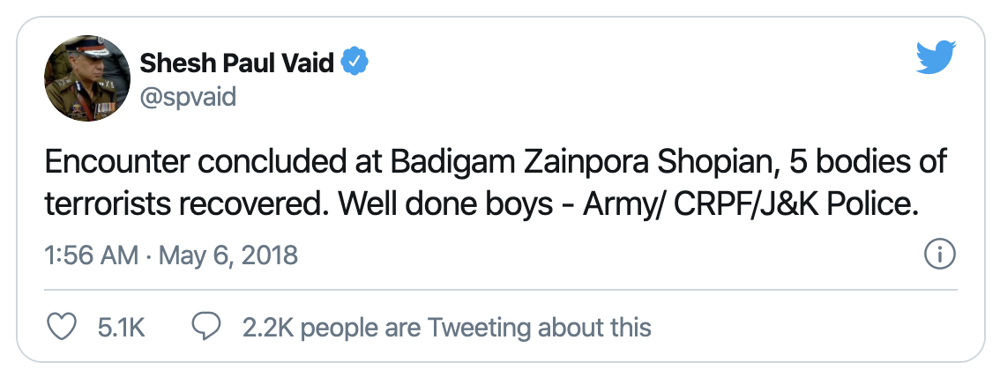 Shesh Paul Vaid
@spvaid
Encounter concluded at Badigam Zainpora Shopian, 5 bodies of
terrorists recovered. Well done boys - Army/ CRPF/J&K Police.
1:56 AM · May 6, 2018
5.1K 2.2K people are Tweeting about this